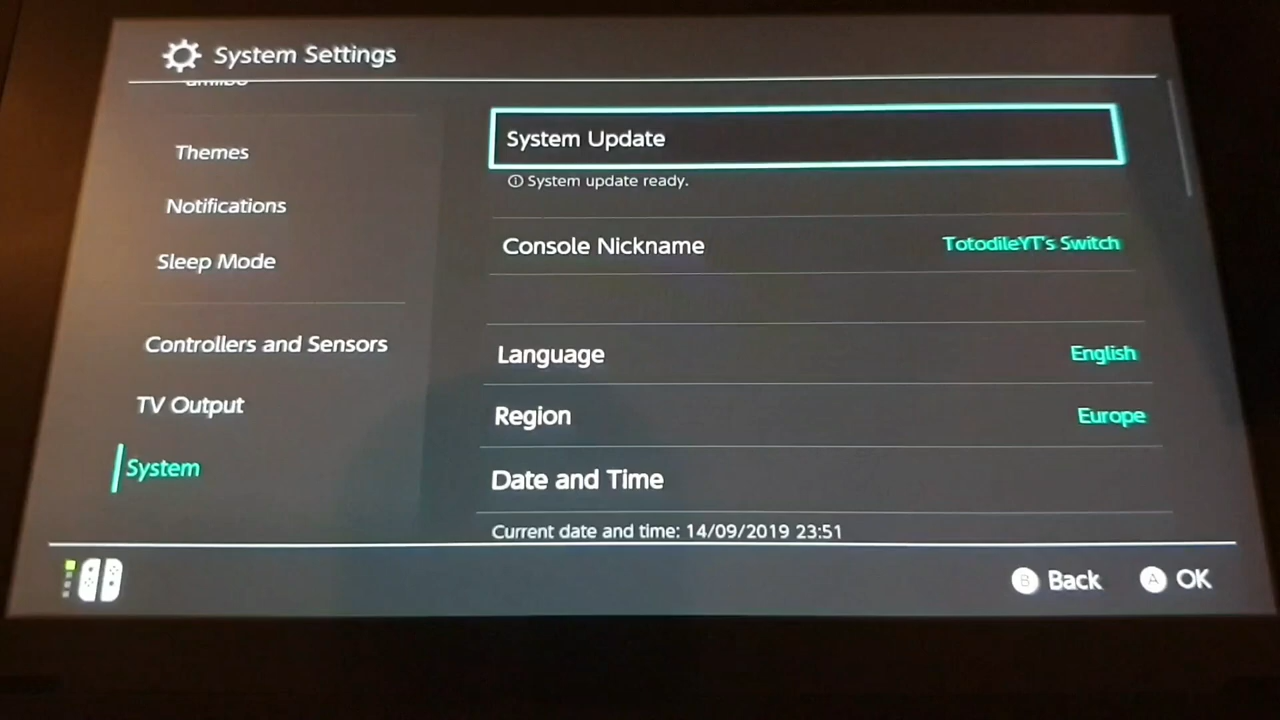 System Settings
amiibo
Themes
Notifications
Sleep Mode
Controllers and Sensors
TV Output
System
System Update
System update ready.
Console Nickname TotodileYT's Switch
Language English
Region Europe
Date and Time
Current date and time: 14/09/2019 23:51
B Back A OK